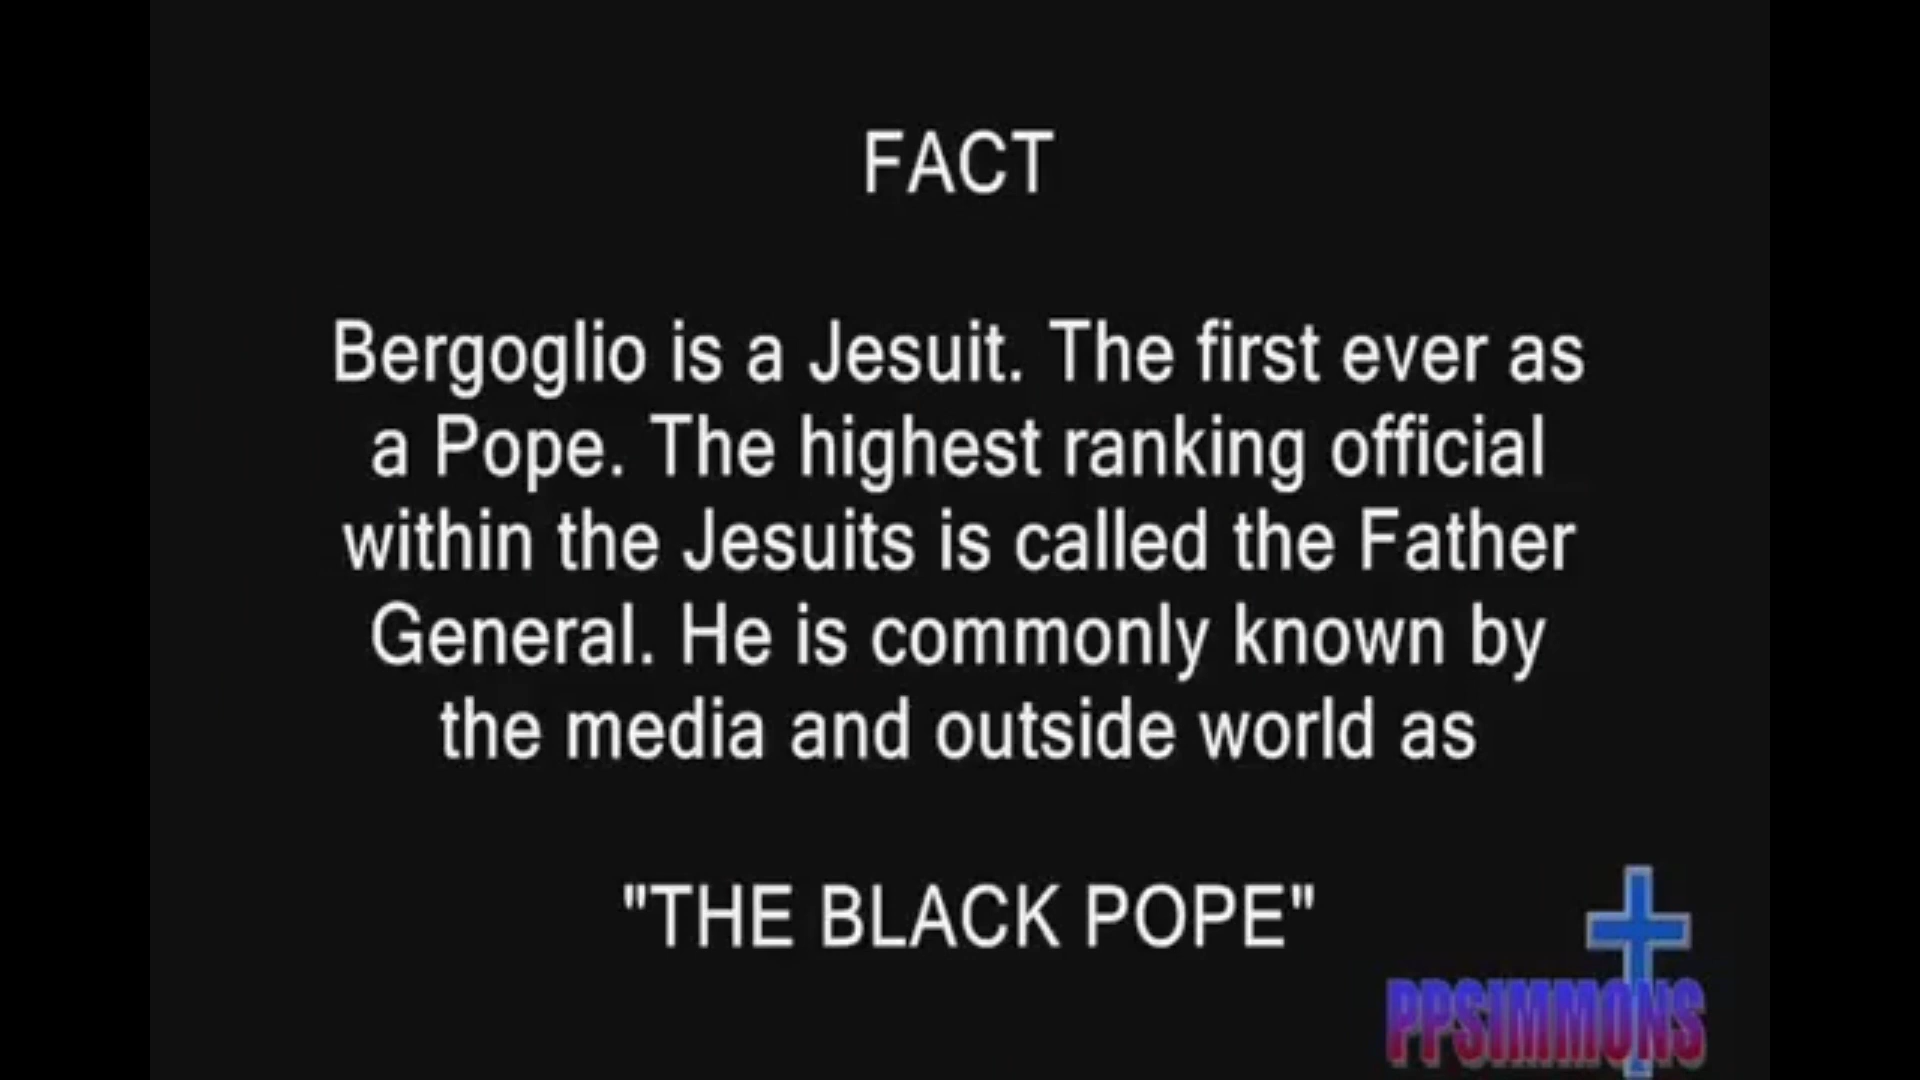 FACT
Bergoglio is a Jesuit. The first ever as
a Pope. The highest ranking official
within the Jesuits is called the Father
General. He is commonly known by
the media and outside world as
"THE BLACK POPE"
PPSIMMONS